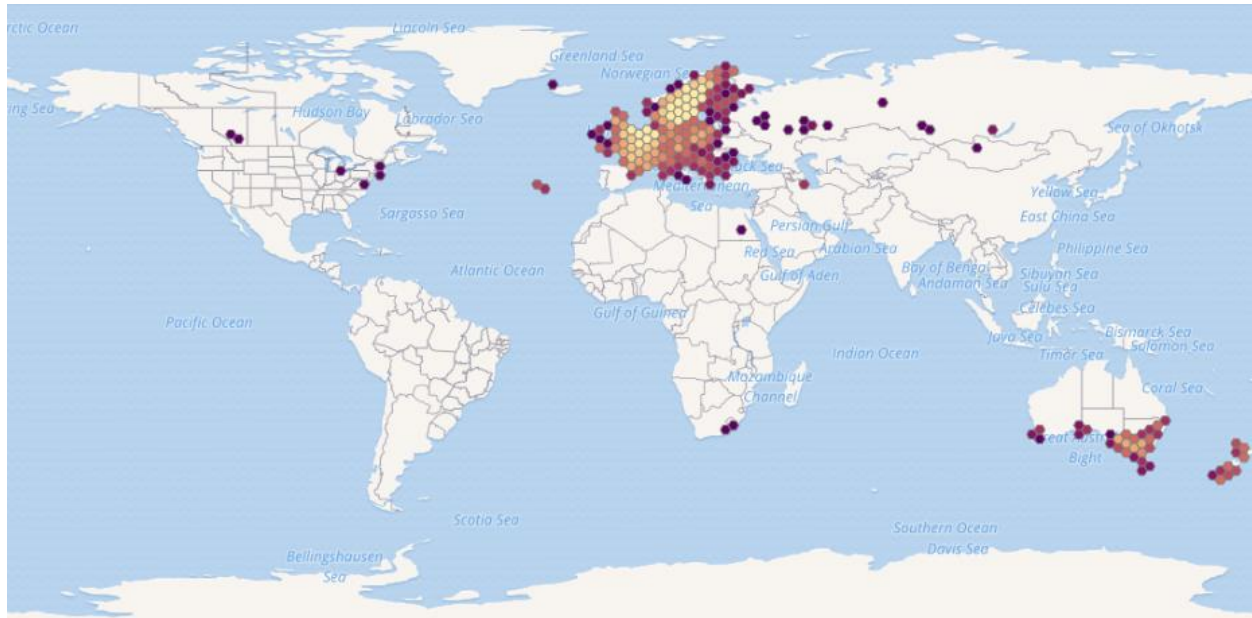 rctic Ocean
Lincoln Sea
Greenland Sea
Norwegian Se
ring Sea
Hudson Bay
Labrador Sea
Sea of Okhotsk
ack Sea
Mediterranean
Sea
Yellow Sea
Sargasso Sea
East China Sea
Persian Gulf
Red Sea
Arabian Sea
Philippine Sea
Atlantic Ocean
Gulf of Aden
Bay of Bengal
Sibuyan Sea
Andaman Sea
Sulu Sea
Gulf of Guinea
Celebes Sea
Pacific Ocean
Bismarck Sea
Java Sea
Solomon Sea
Indian Ocean
Timor Sea
Mozambique
Channel
Coral Sea
eat Aust
Bight
Scotia Sea
Southern Ocean
Davis Sea
Bellingshausen
Sea